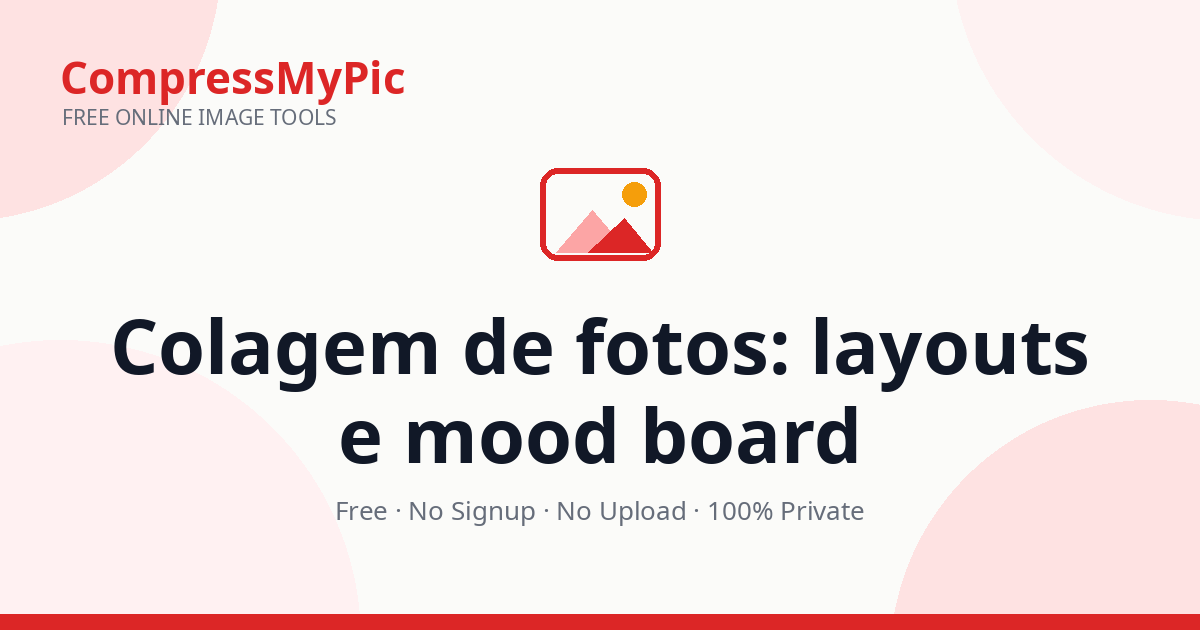 CompressMyPic
FREE ONLINE IMAGE TOOLS
Colagem de fotos: layouts
e mood board
Free · No Signup · No Upload · 100% Private